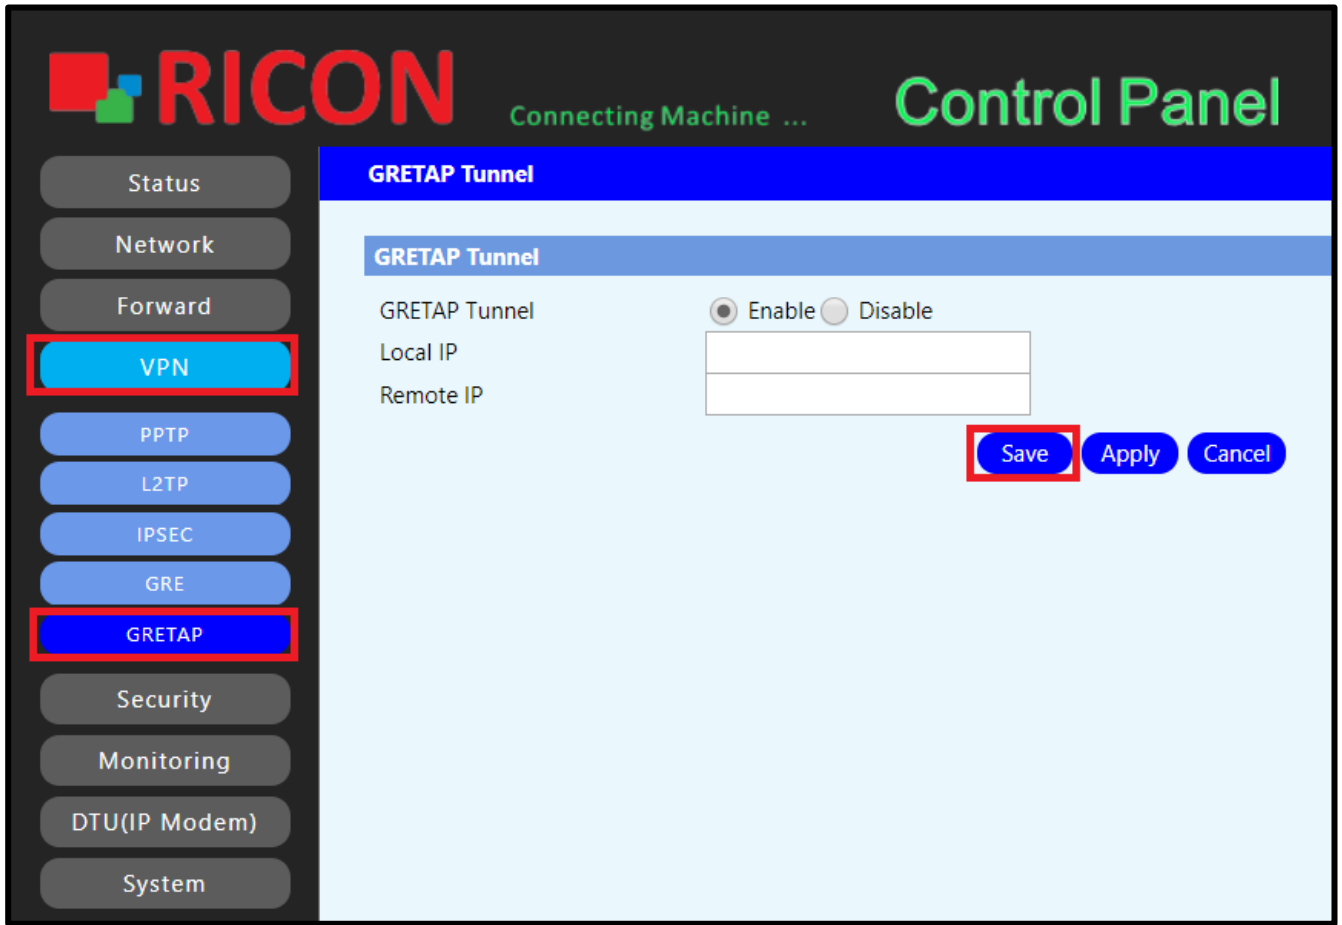 RICON Connecting Machine ... Control Panel
Status
Network
Forward
VPN
PPTP
L2TP
IPSEC
GRE
GRETAP
Security
Monitoring
DTU(IP Modem)
System
GRETAP Tunnel
GRETAP Tunnel
GRETAP Tunnel Enable Disable
Local IP
Remote IP
Save Apply Cancel